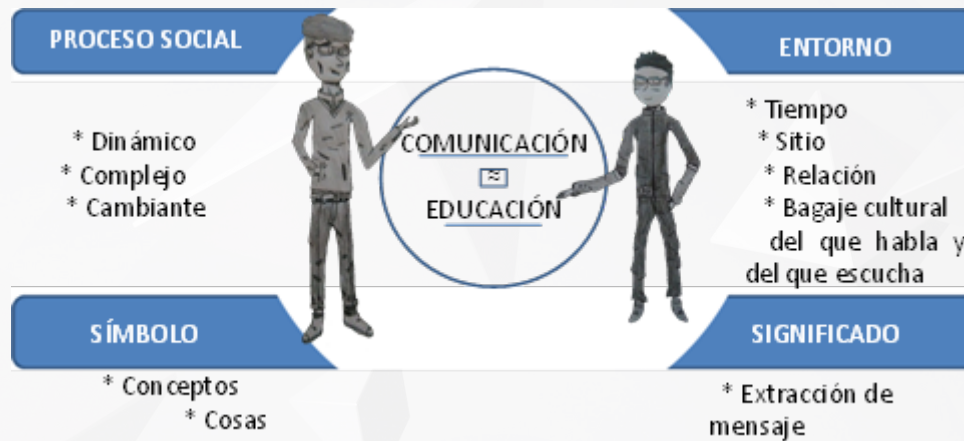 PROCESO SOCIAL
* Dinámico
* Complejo
* Cambiante
COMUNICACIÓN
≈
EDUCACIÓN
ENTORNO
* Tiempo
* Sitio
* Relación
* Bagaje cultural
del que habla y
del que escucha
SÍMBOLO
* Conceptos
* Cosas
SIGNIFICADO
* Extracción de
mensaje